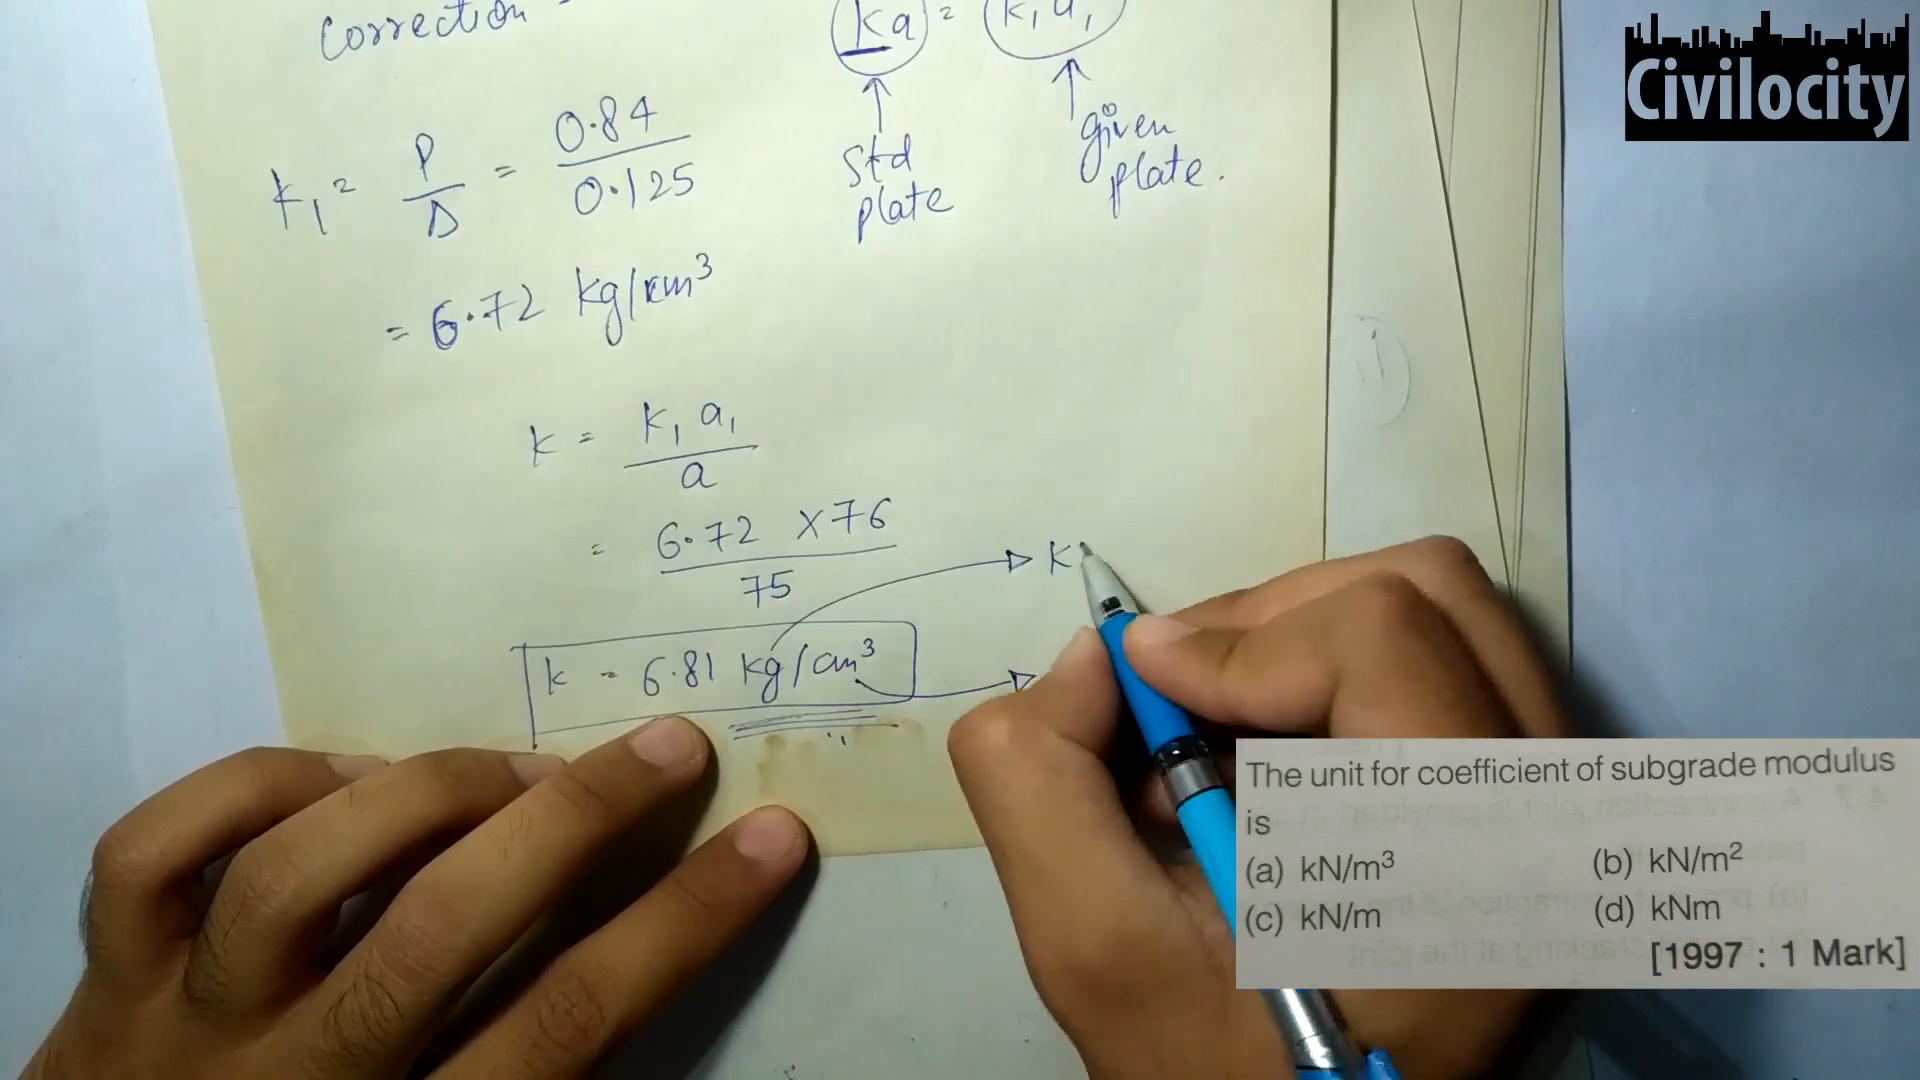 Correction -
ka = k₁ a₁
Std plate
given plate.
k₁ = P/Δ = 0.84/0.125
= 6.72 kg/cm³
k = k₁ a₁/a
= 6.72 × 76/75
k = 6.81 kg/cm³
k
Civilocity
The unit for coefficient of subgrade modulus
is
(a) kN/m³ (b) kN/m²
(c) kN/m (d) kNm
[1997 : 1 Mark]